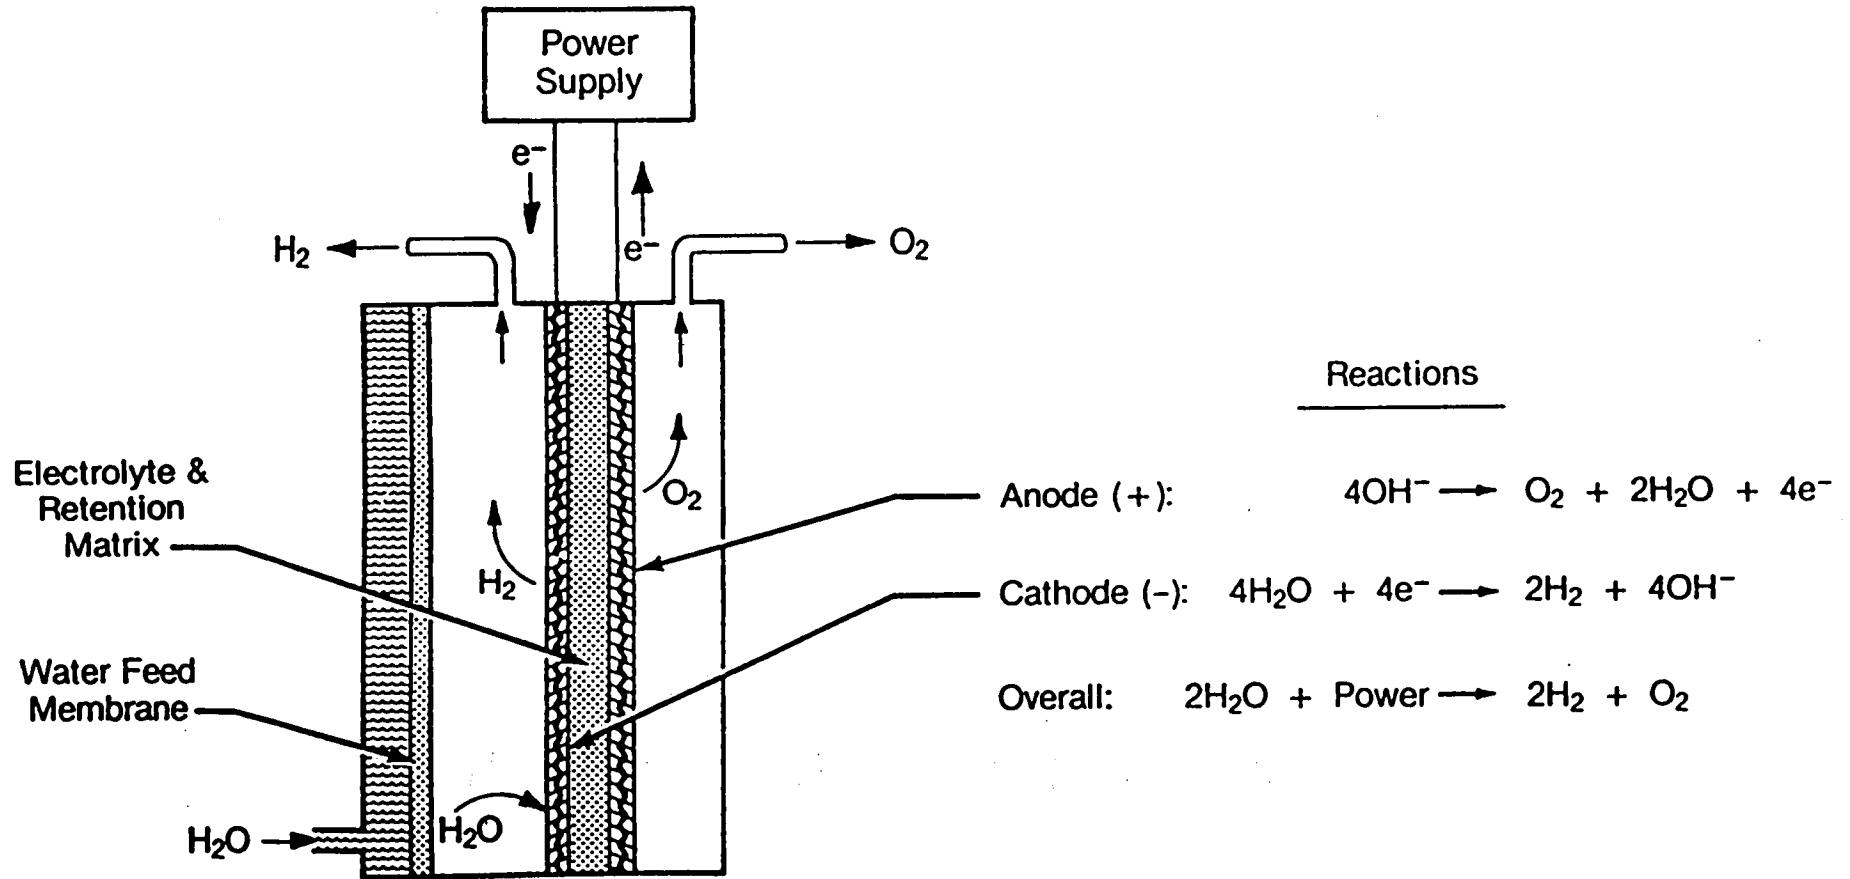 Power
Supply
e⁻
e⁻
H₂
O₂
Reactions
Electrolyte &
Retention
Matrix
O₂
Anode (+): 4OH⁻ → O₂ + 2H₂O + 4e⁻
H₂
Cathode (-): 4H₂O + 4e⁻ → 2H₂ + 4OH⁻
Water Feed
Membrane
Overall: 2H₂O + Power → 2H₂ + O₂
H₂O
H₂O